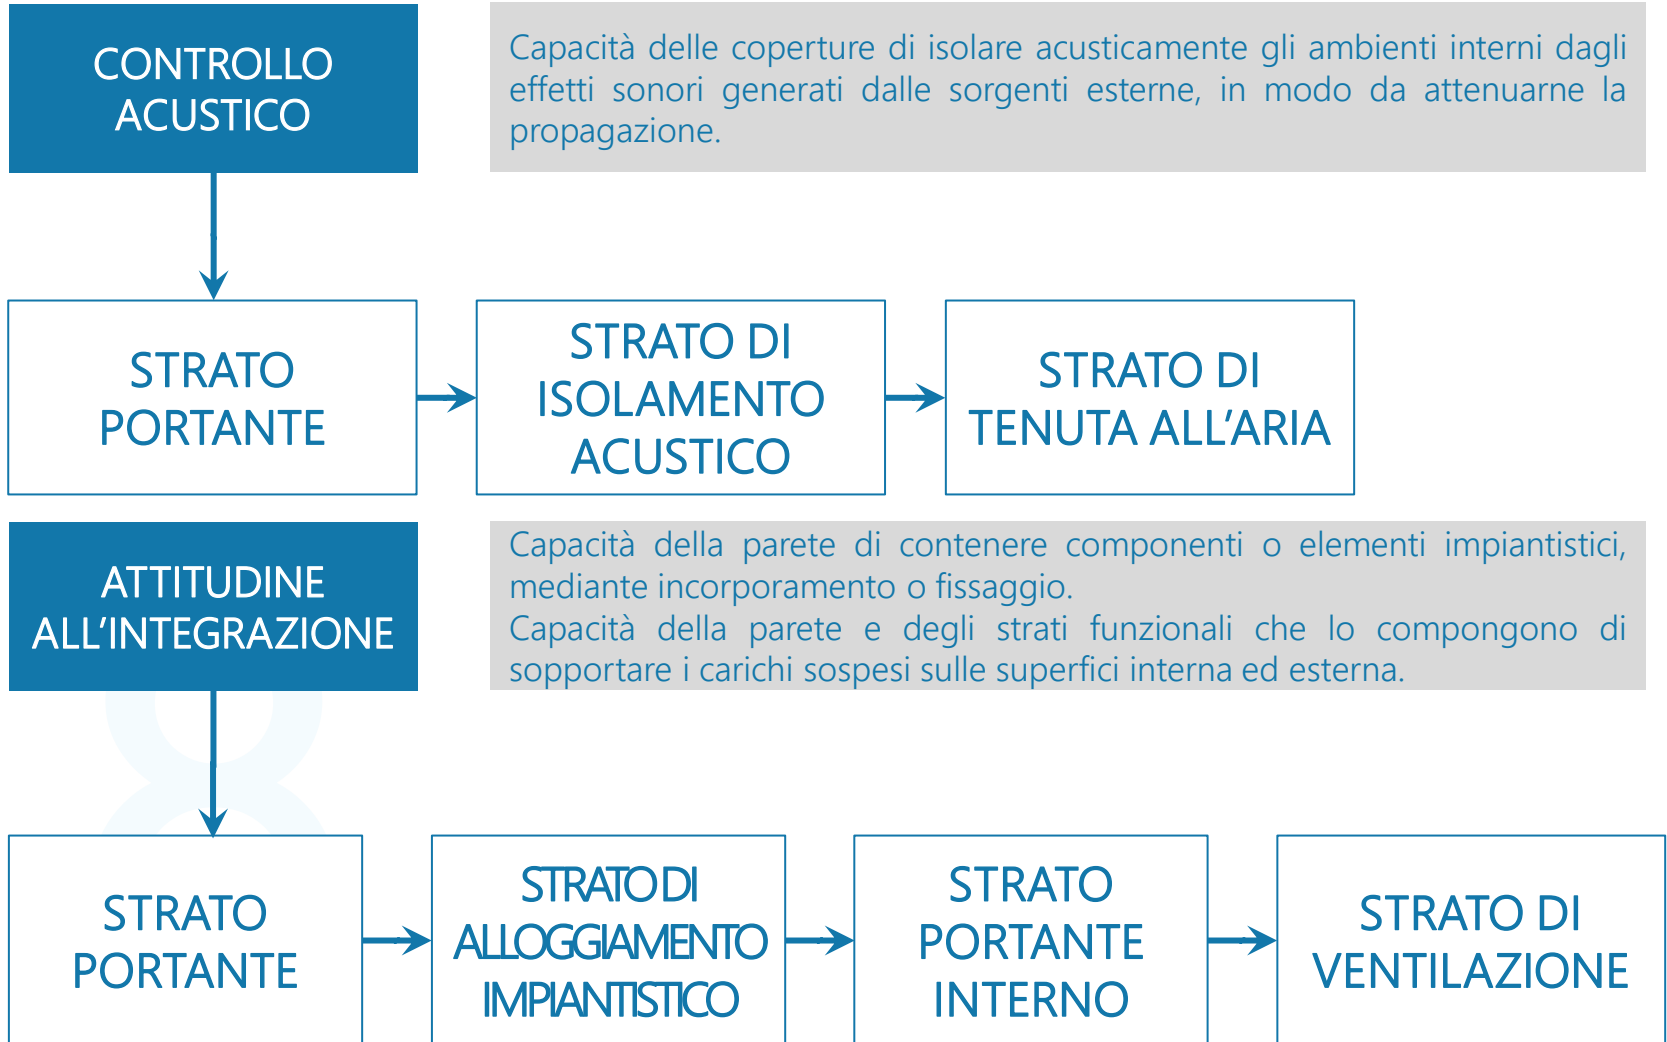 CONTROLLO
ACUSTICO
Capacità delle coperture di isolare acusticamente gli ambienti interni dagli
effetti sonori generati dalle sorgenti esterne, in modo da attenuarne la
propagazione.
STRATO
PORTANTE
STRATO DI
ISOLAMENTO
ACUSTICO
STRATO DI
TENUTA ALL’ARIA
ATTITUDINE
ALL’INTEGRAZIONE
Capacità della parete di contenere componenti o elementi impiantistici,
mediante incorporamento o fissaggio.
Capacità della parete e degli strati funzionali che lo compongono di
sopportare i carichi sospesi sulle superfici interna ed esterna.
STRATO
PORTANTE
STRATO DI
ALLOGGIAMENTO
IMPIANTISTICO
STRATO
PORTANTE
INTERNO
STRATO DI
VENTILAZIONE